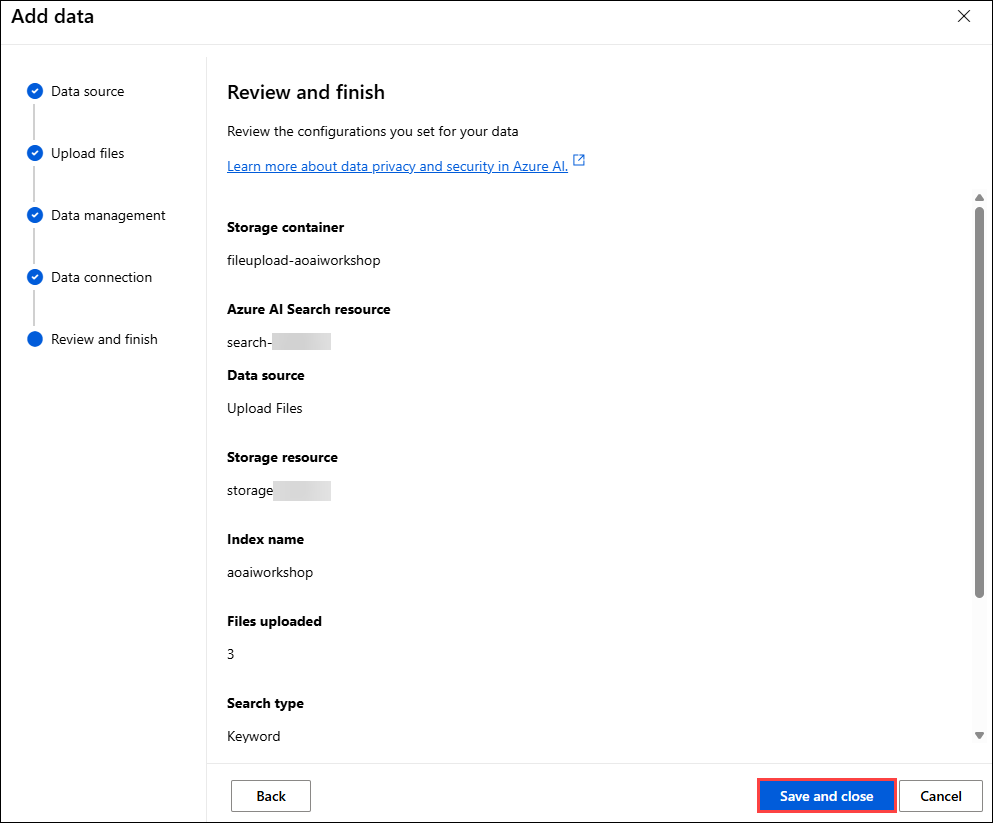 Add data
Data source
Upload files
Data management
Data connection
Review and finish
Review and finish
Review the configurations you set for your data
Learn more about data privacy and security in Azure AI.
Storage container
fileupload-aoaiworkshop
Azure AI Search resource
search-
Data source
Upload Files
Storage resource
storage
Index name
aoaiworkshop
Files uploaded
3
Search type
Keyword
Back
Save and close
Cancel